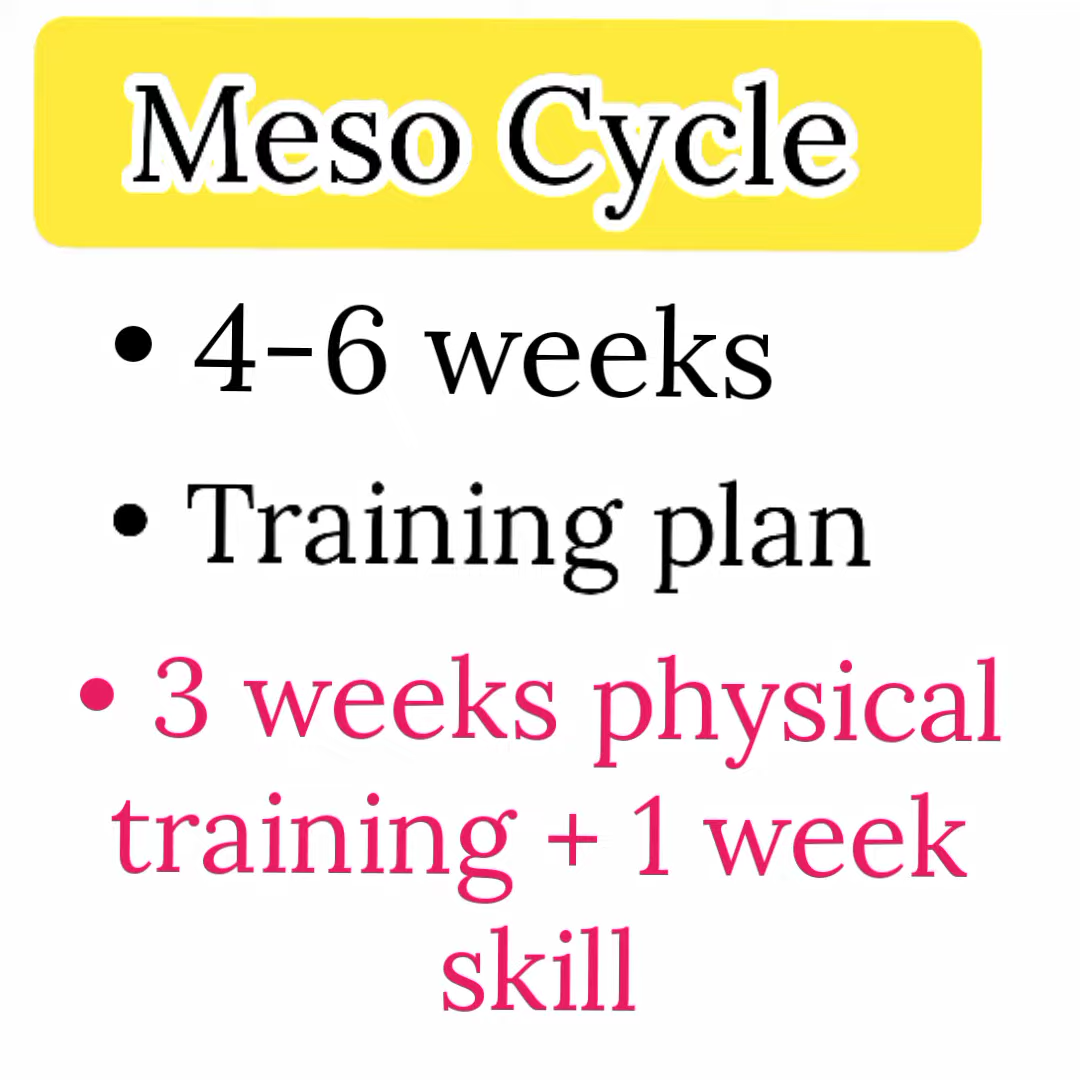 Meso Cycle
• 4-6 weeks
• Training plan
• 3 weeks physical
training + 1 week
skill